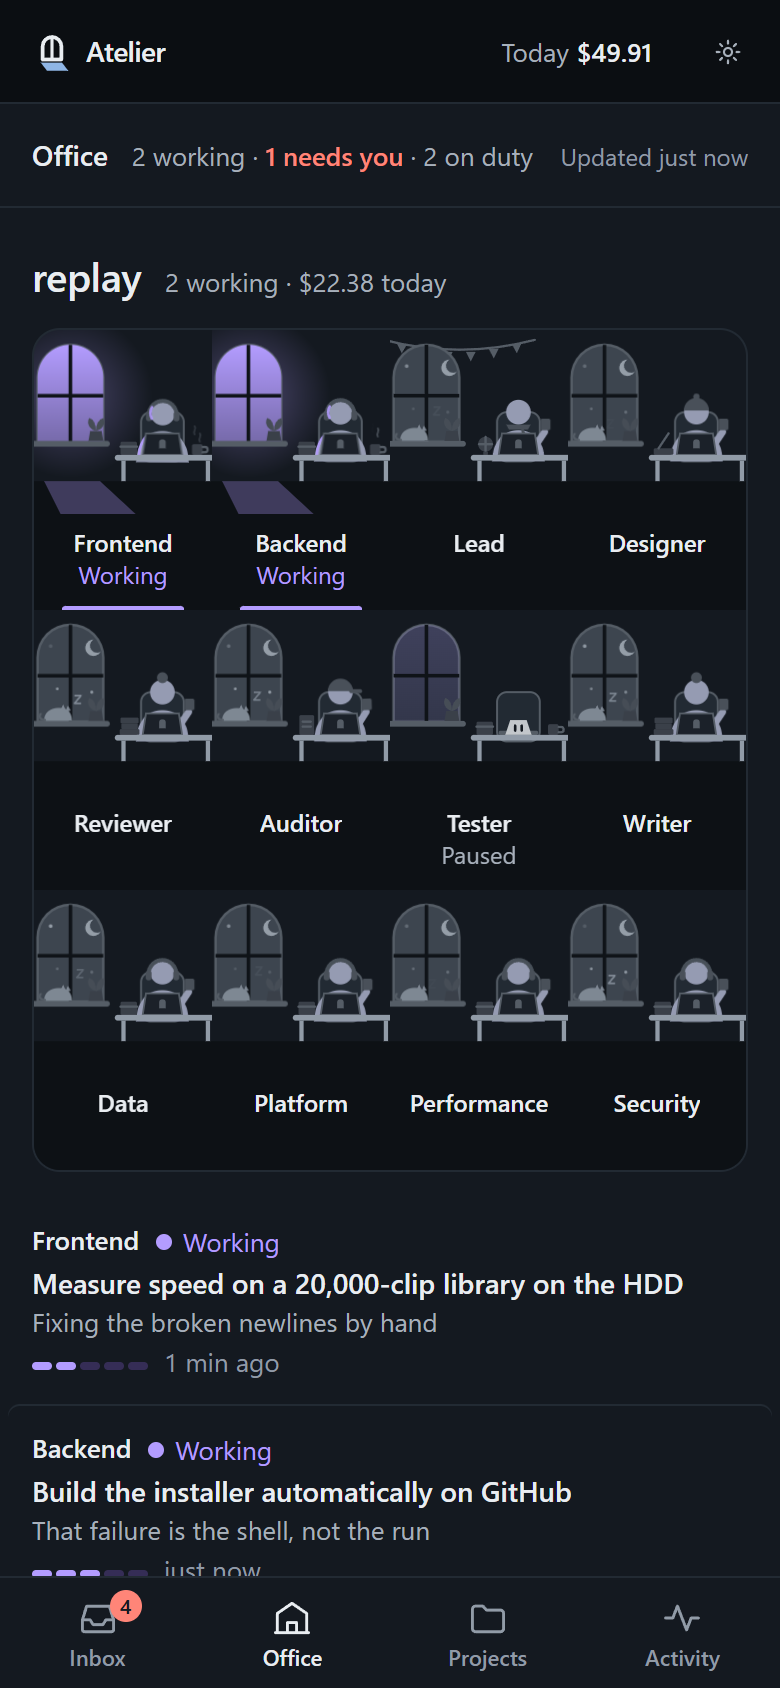 Atelier
Today $49.91
Office 2 working · 1 needs you · 2 on duty Updated just now
replay 2 working · $22.38 today
Frontend Backend Lead Designer
Working Working
Reviewer Auditor Tester Writer
Paused
Data Platform Performance Security
Frontend Working
Measure speed on a 20,000-clip library on the HDD
Fixing the broken newlines by hand
1 min ago
Backend Working
Build the installer automatically on GitHub
That failure is the shell, not the run
just now
4
Inbox Office Projects Activity